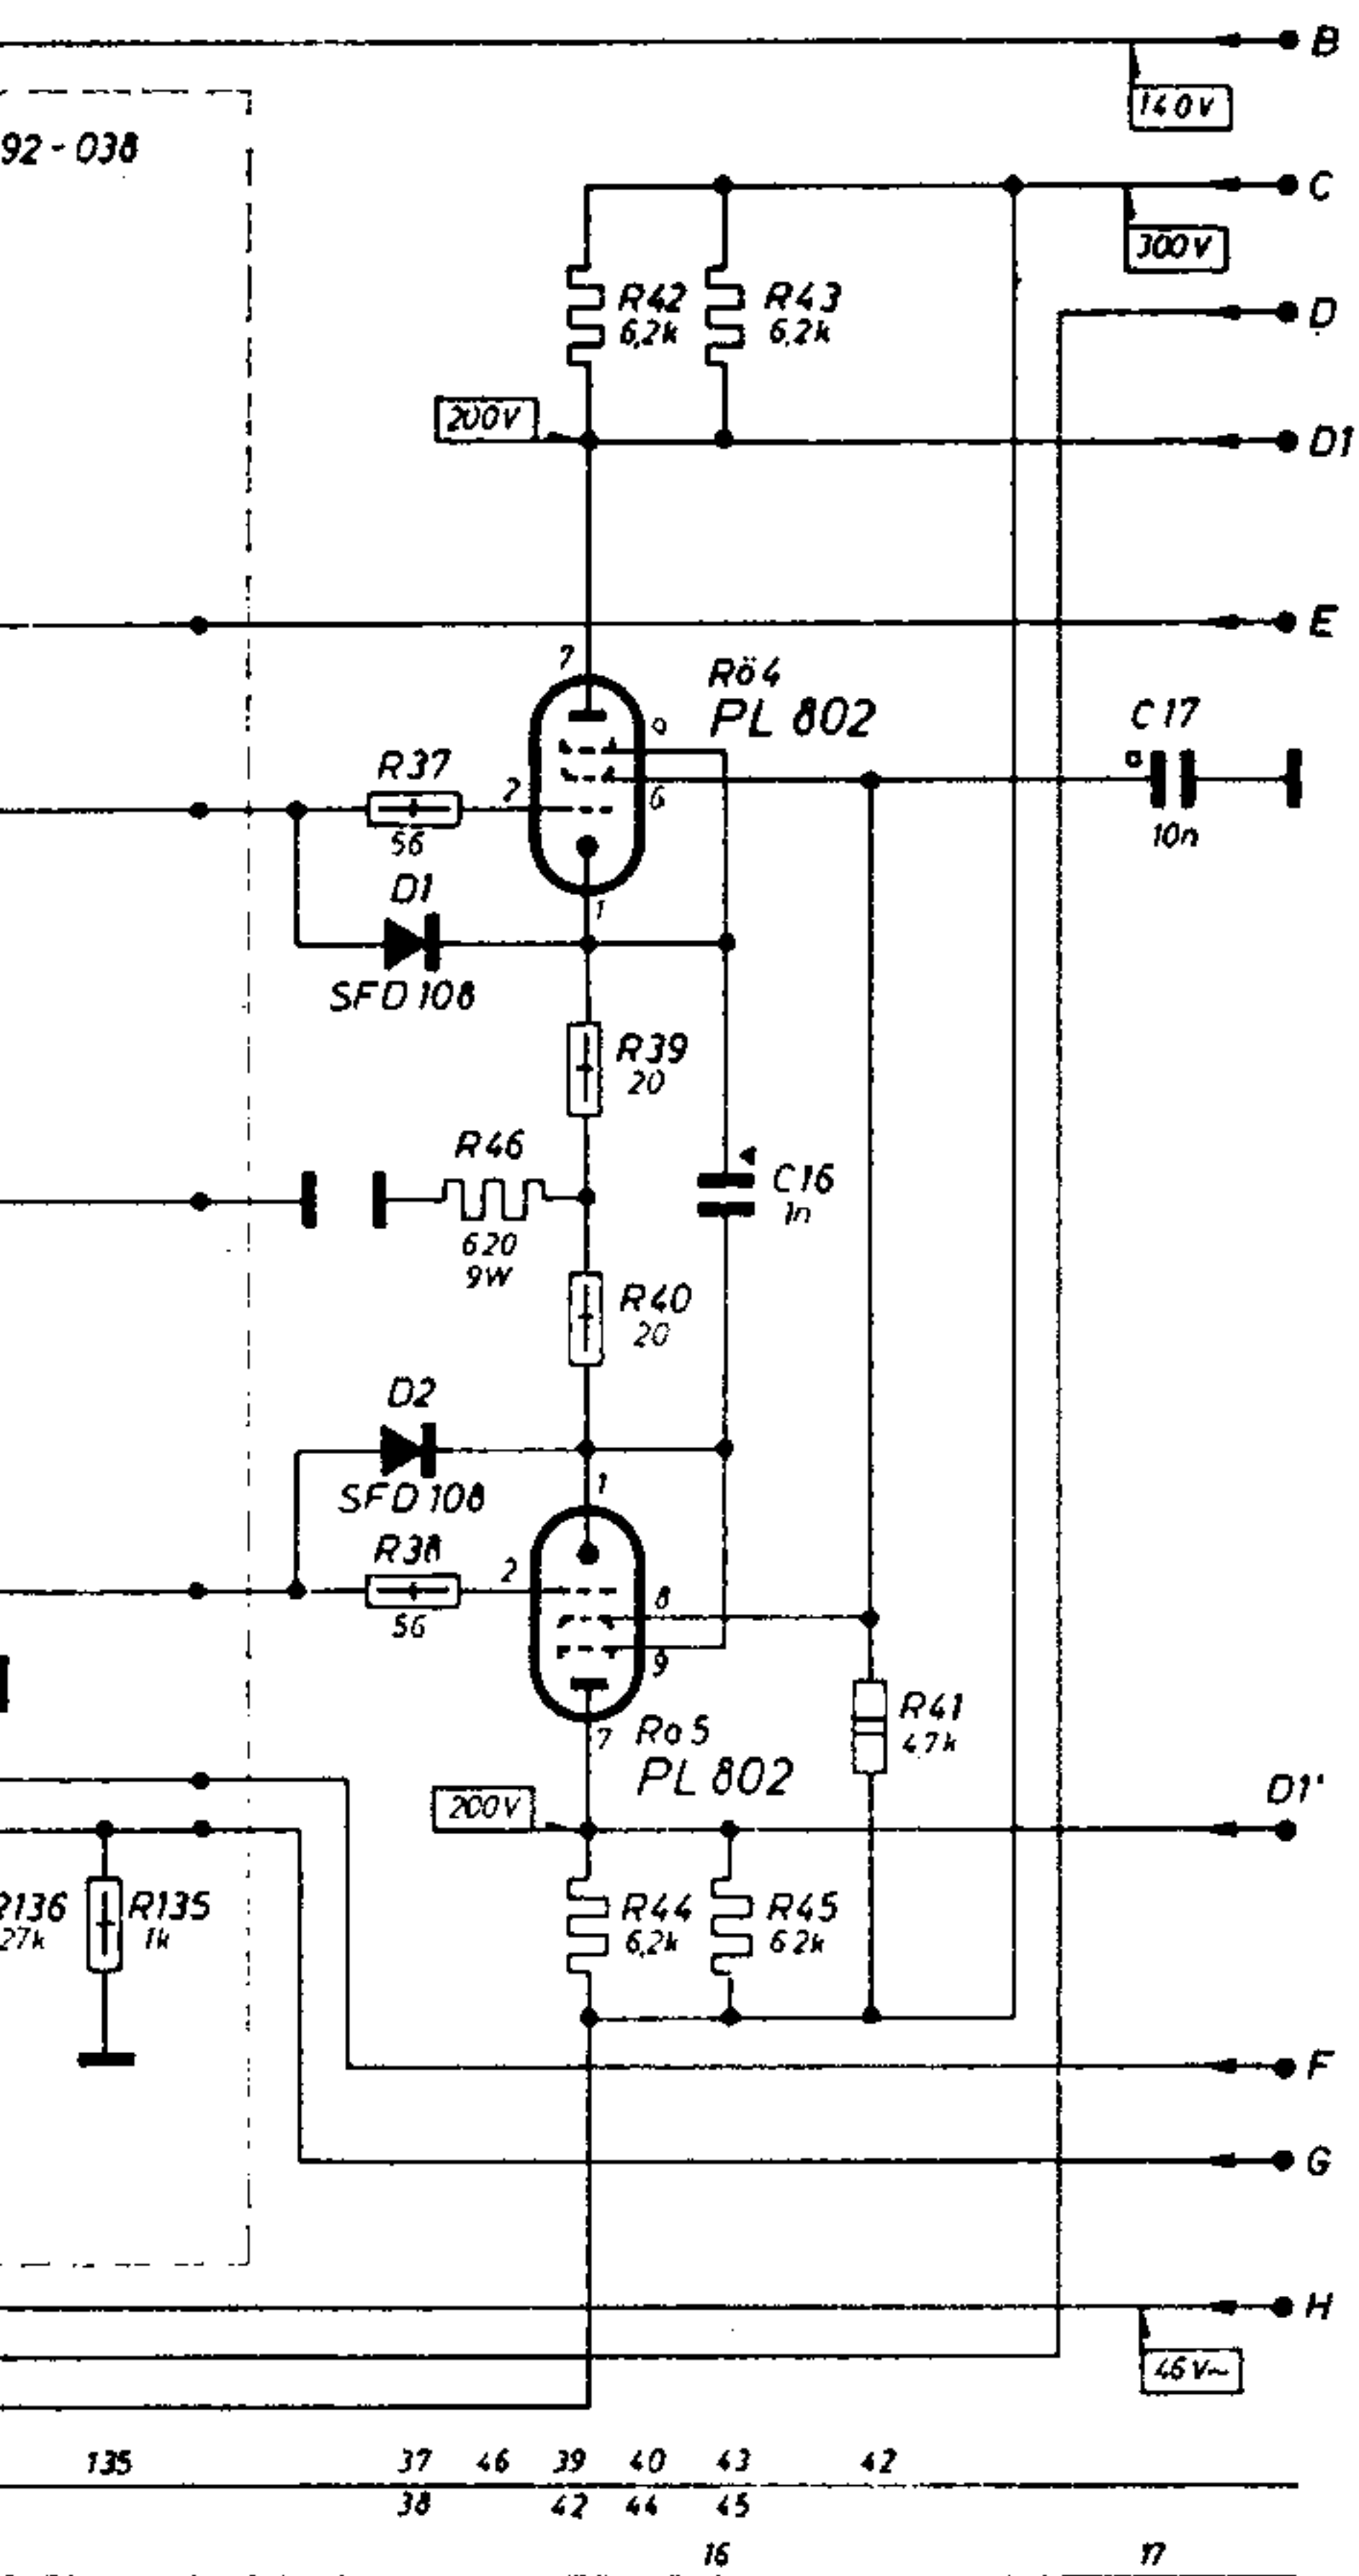 B
140V
92-038
C
300V
R42
6,2k
R43
6,2k
D
200V
D1
E
7
Rö4
PL 802
9
6
C17
10n
R37
56
2
D1
1
SFD 108
R39
20
R46
620
9W
C16
1n
R40
20
D2
SFD 108
1
R38
56
2
8
9
R41
4,7k
7
Ro5
PL 802
200V
D1'
R136
27k
R135
1k
R44
6,2k
R45
6 2k
F
G
H
46V~
135 37 46 39 40 43 42
38 42 44 45
16 17